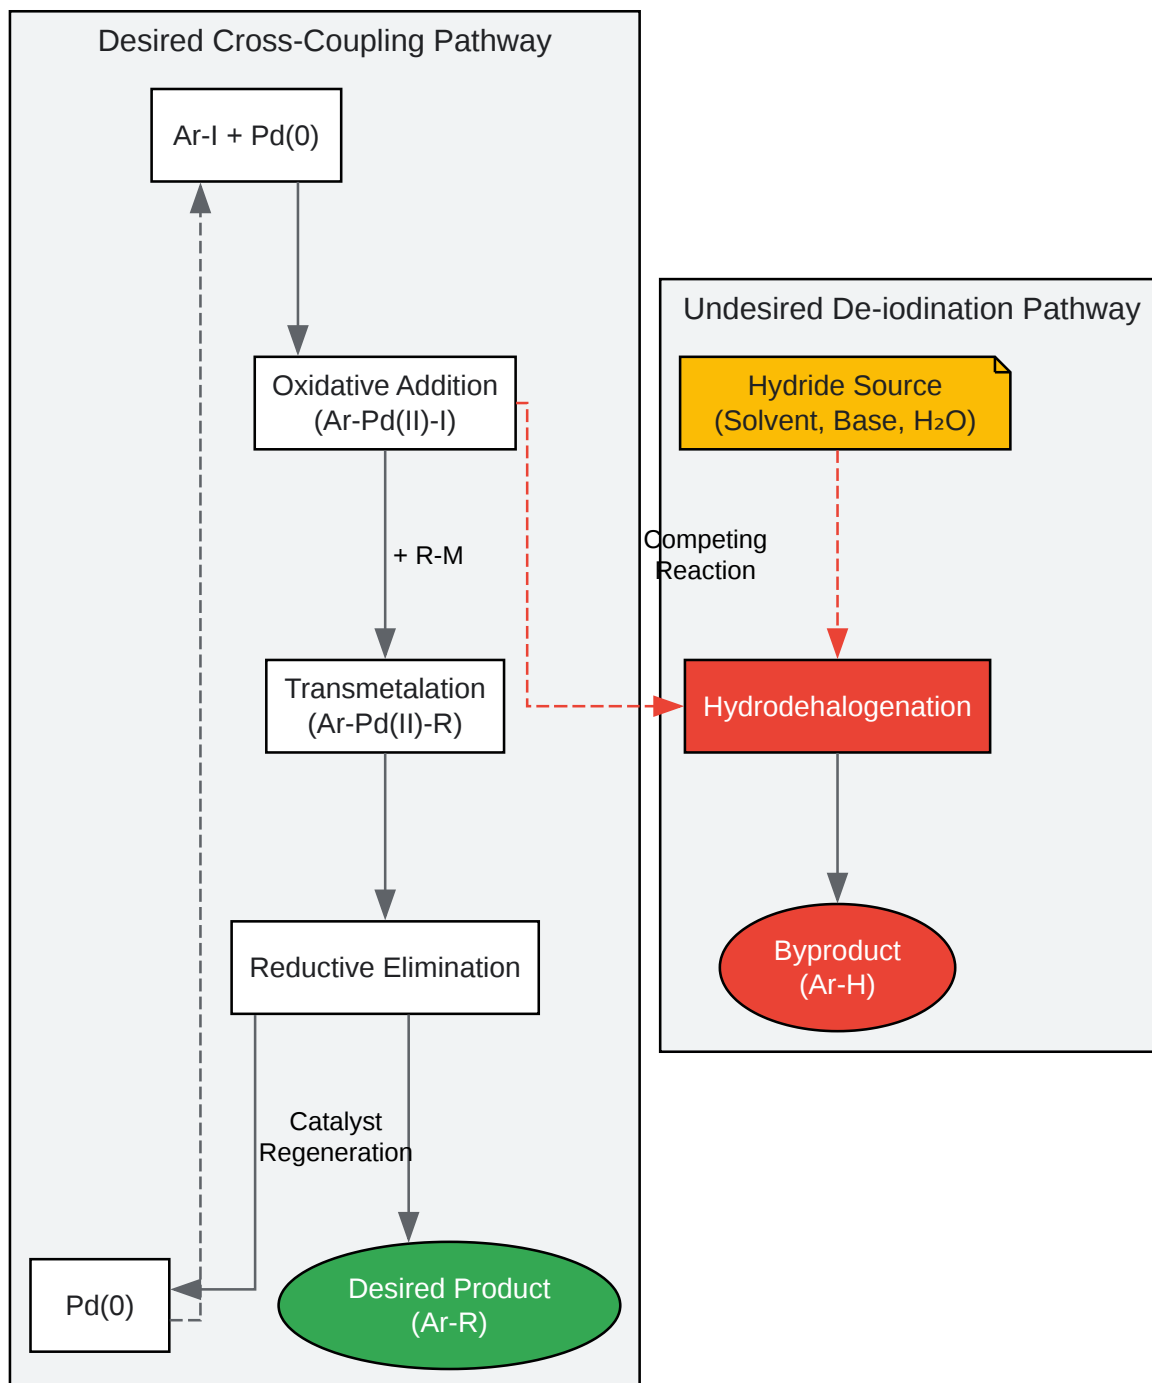 Desired Cross-Coupling Pathway
Ar-I + Pd(0)
Oxidative Addition
(Ar-Pd(II)-I)
+ R-M
Transmetalation
(Ar-Pd(II)-R)
Reductive Elimination
Catalyst
Regeneration
Pd(0)
Desired Product
(Ar-R)
Undesired De-iodination Pathway
Hydride Source
(Solvent, Base, H₂O)
Competing
Reaction
Hydrodehalogenation
Byproduct
(Ar-H)